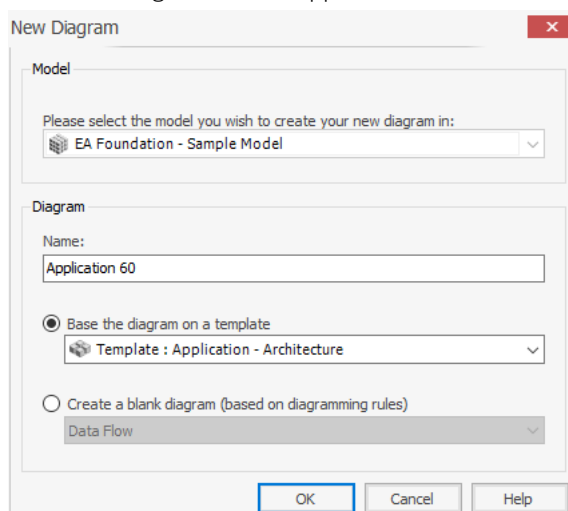 New Diagram
Model
Please select the model you wish to create your new diagram in:
EA Foundation - Sample Model
Diagram
Name:
Application 60
Base the diagram on a template
Template : Application - Architecture
Create a blank diagram (based on diagramming rules)
Data Flow
OK Cancel Help